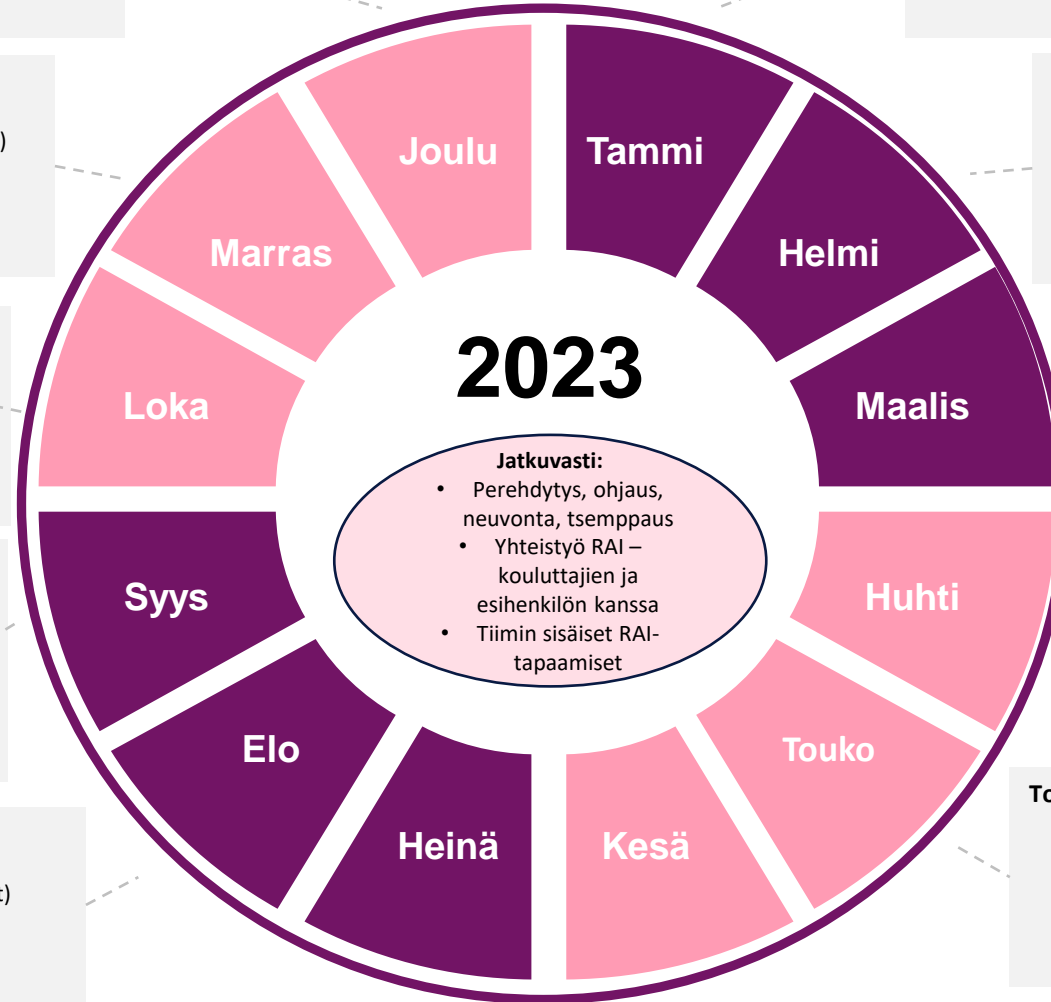 Joulu
Tammi
)
Marras
Helmi
2023
Loka
Maalis
Jatkuvasti:
• Perehdytys, ohjaus,
neuvonta, tsemppaus
• Yhteistyö RAI –
kouluttajien ja
esihenkilön kanssa
• Tiimin sisäiset RAI-
tapaamiset
Syys
Huhti
Elo
Touko
To
Heinä
Kesä
t)